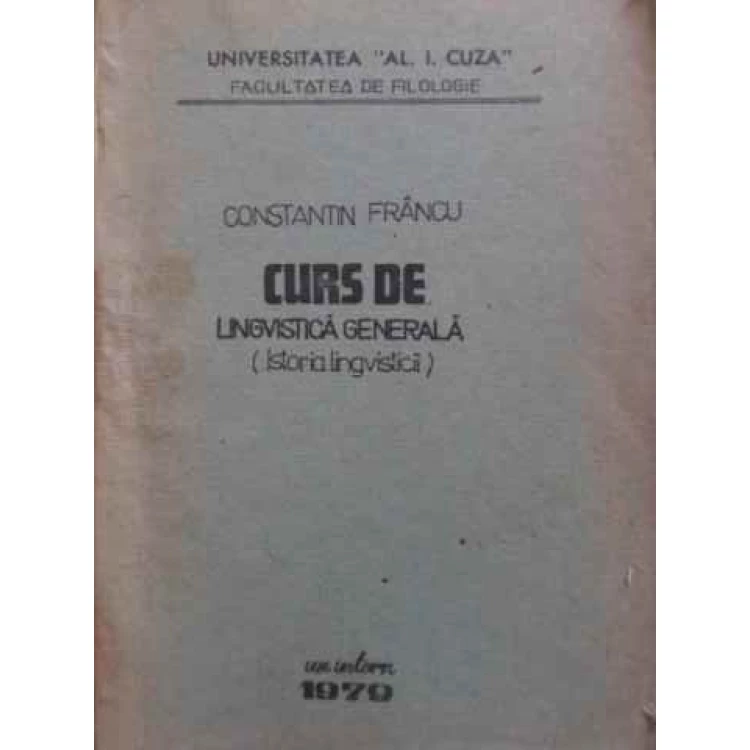 UNIVERSITATEA "AL. I. CUZA"
FACULTATEA DE FILOLOGIE
CONSTANTIN FRÂNCU
CURS DE
LINGVISTICĂ GENERALĂ
(Istoria lingvisticii)
uz intern
1979